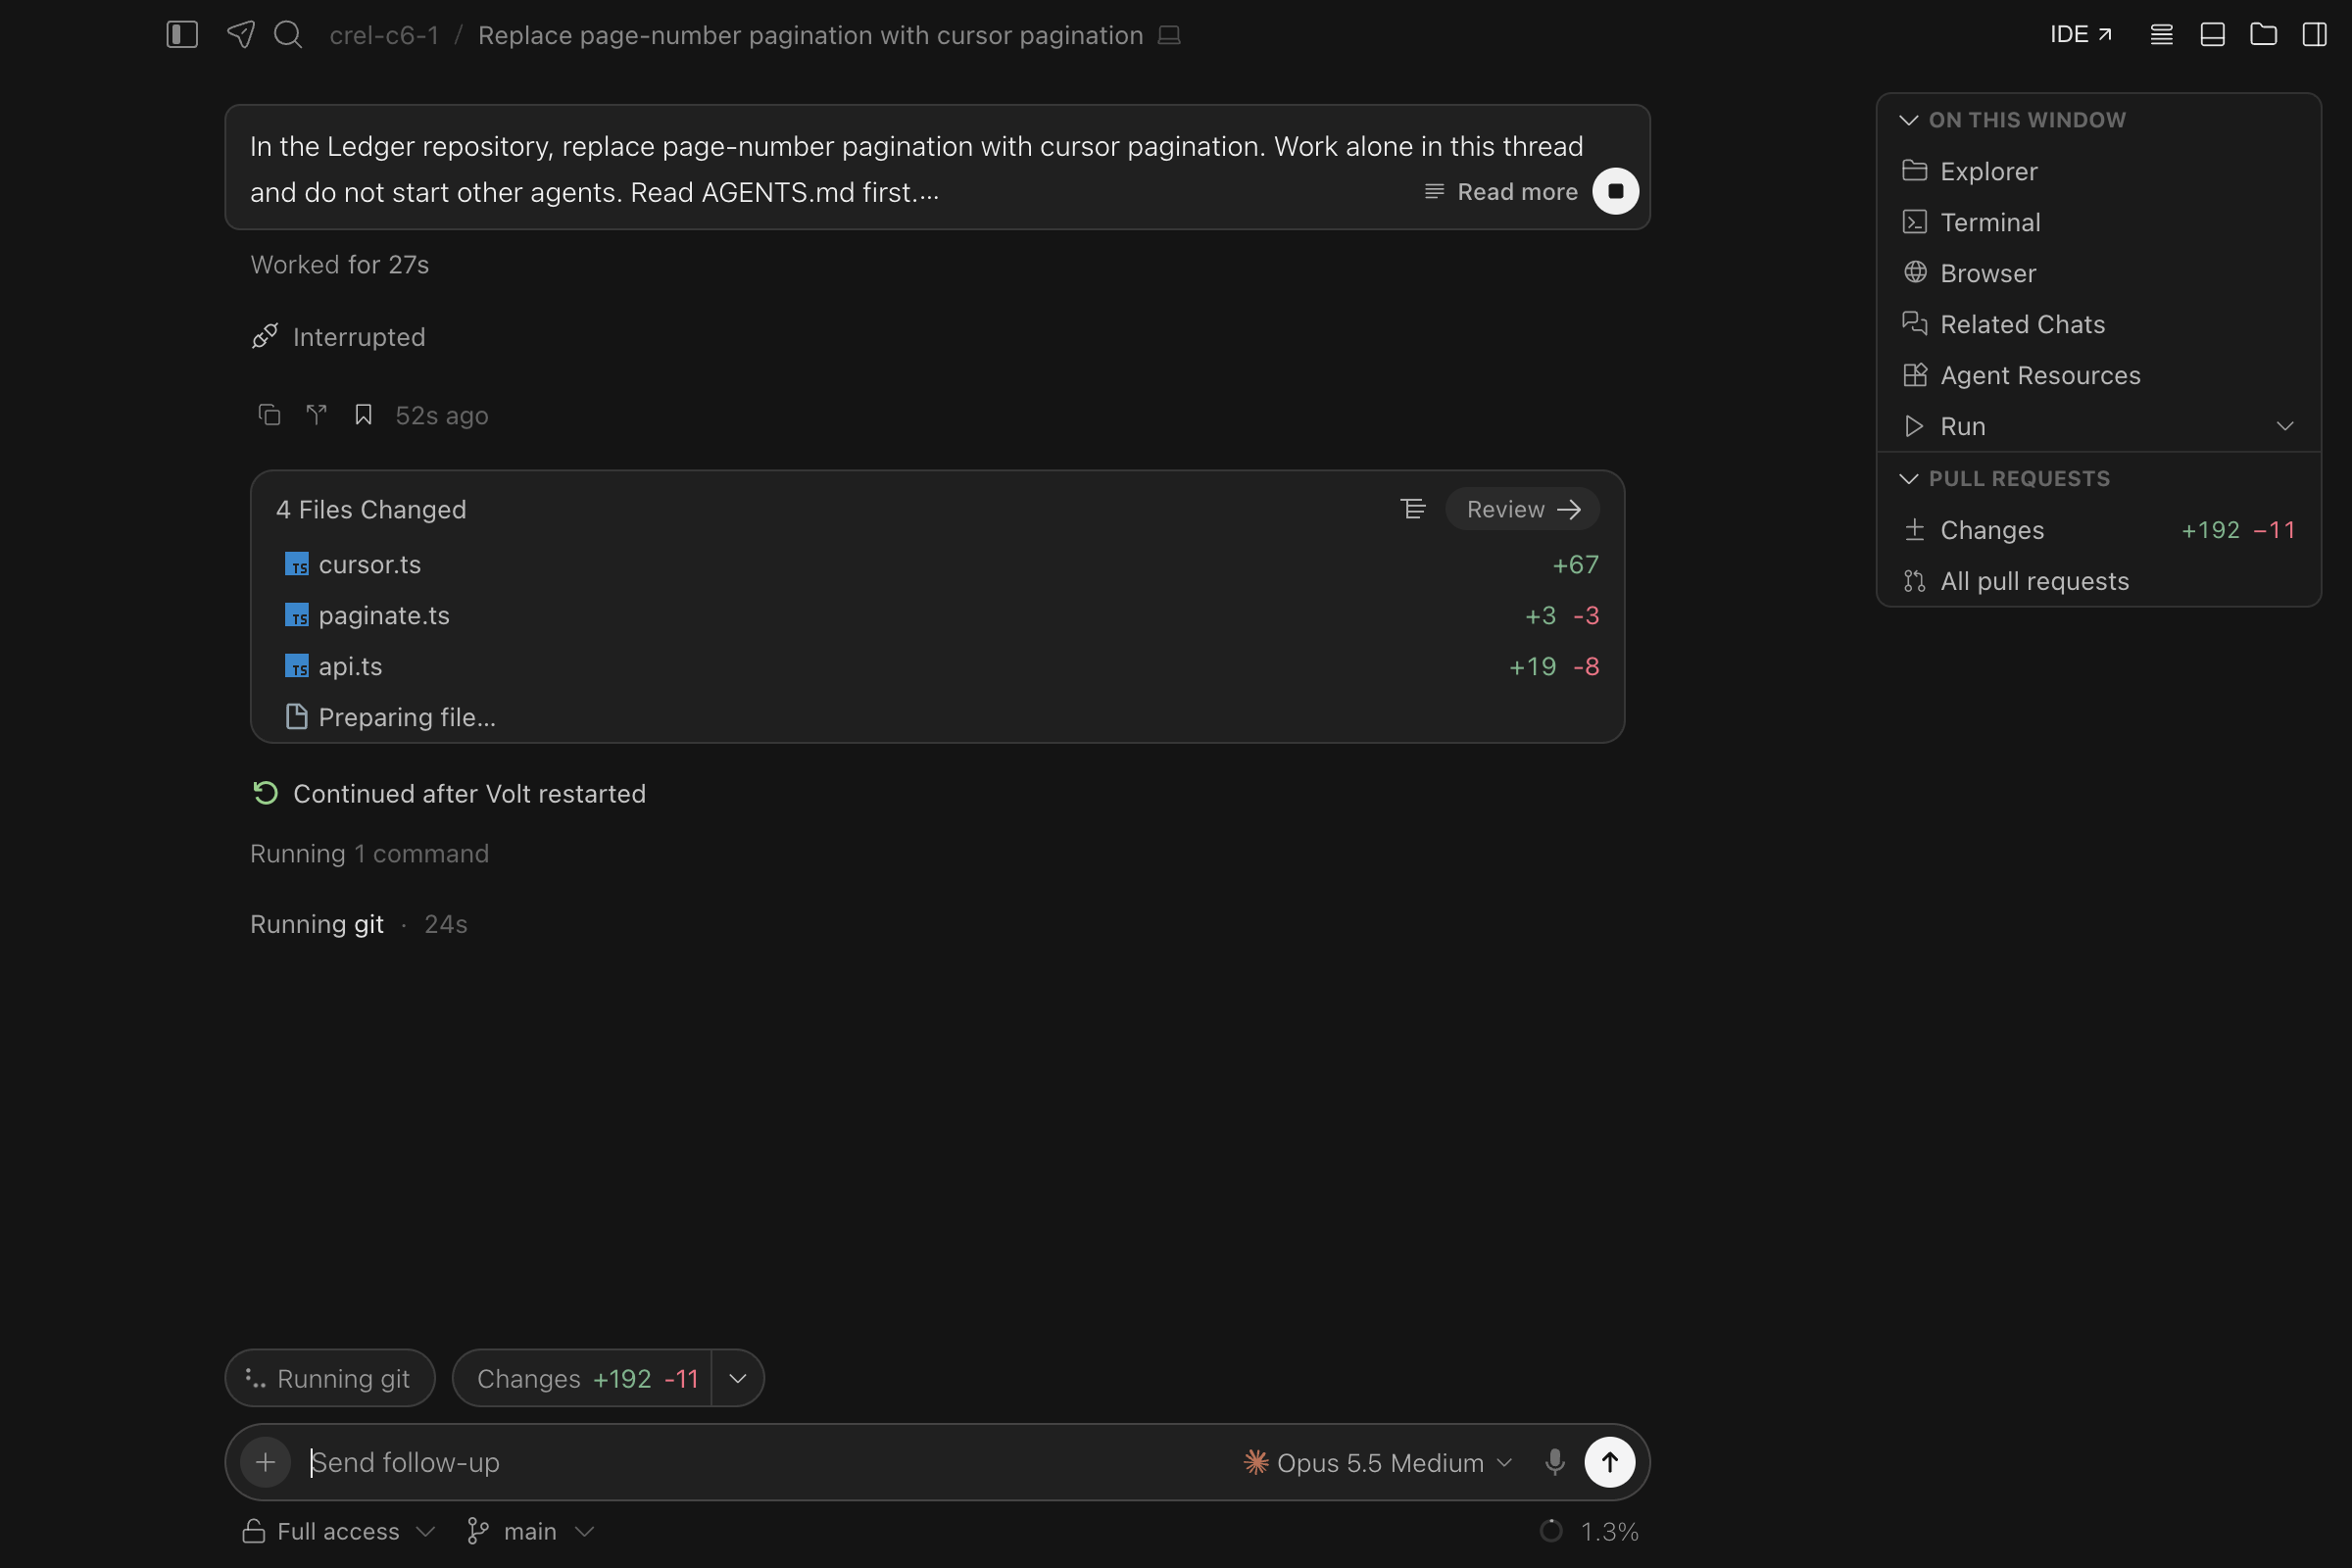 crel-c6-1 / Replace page-number pagination with cursor pagination
IDE
In the Ledger repository, replace page-number pagination with cursor pagination. Work alone in this thread
and do not start other agents. Read AGENTS.md first.…
Read more
Worked for 27s
Interrupted
52s ago
4 Files Changed
Review
TS cursor.ts +67
TS paginate.ts +3 -3
TS api.ts +19 -8
Preparing file...
Continued after Volt restarted
Running 1 command
Running git · 24s
ON THIS WINDOW
Explorer
Terminal
Browser
Related Chats
Agent Resources
Run
PULL REQUESTS
Changes +192 −11
All pull requests
Running git
Changes +192 -11
Send follow-up
Opus 5.5 Medium
Full access
main
1.3%